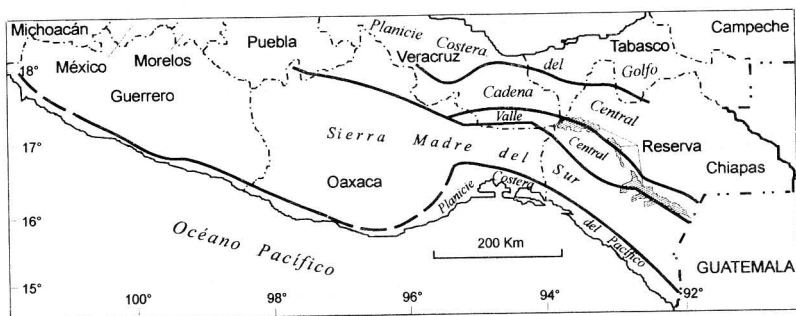 Michoacán
México
Morelos
Puebla
Guerrero
Planicie Costera del Golfo
Veracruz
Tabasco
Campeche
Cadena Central
Valle Central
Reserva
Chiapas
Sierra Madre del Sur
Oaxaca
Planicie Costera del Pacífico
Océano Pacífico
200 Km
GUATEMALA
18°
17°
16°
15°
100°
98°
96°
94°
92°